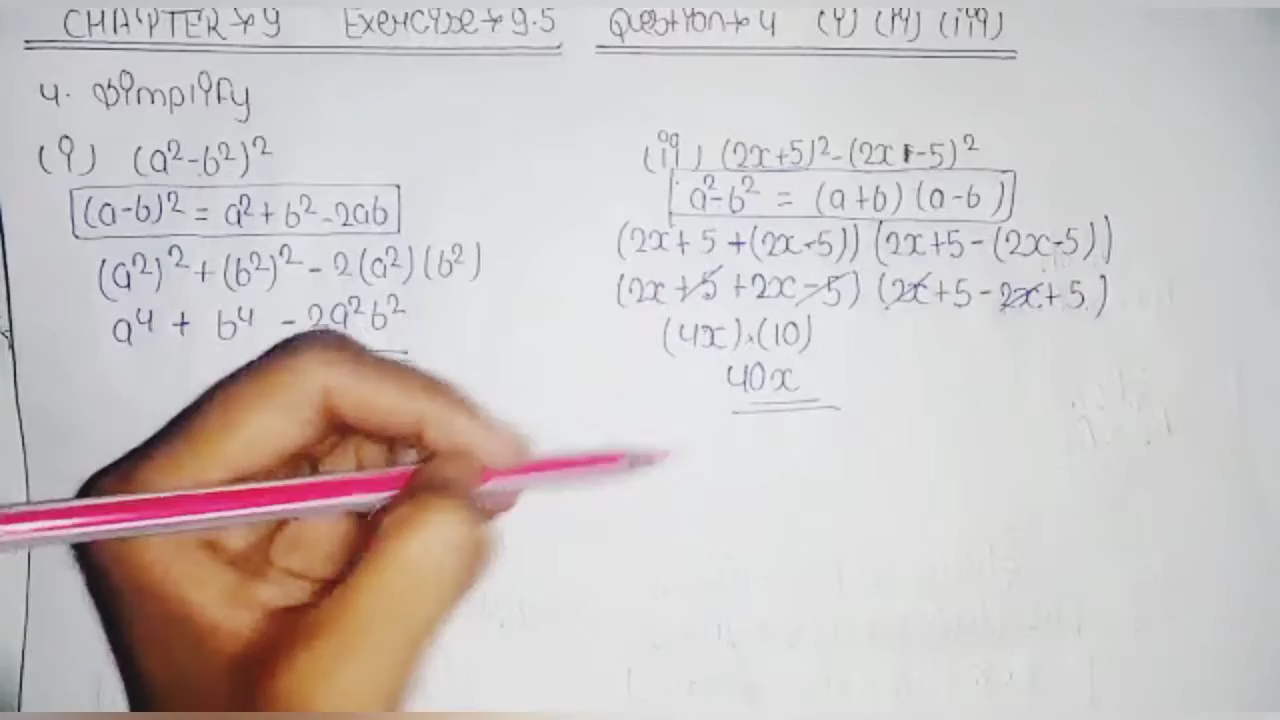 CHAPTER → 9 Exercise → 9.5 Question → 4 (i) (ii) (iii)
4. Simplify
(i) (a²-b²)²
(a-b)² = a² + b² - 2ab
(a²)² + (b²)² - 2(a²)(b²)
a⁴ + b⁴ - 2a²b²
(ii) (2x+5)² - (2x-5)²
a²-b² = (a+b) (a-b)
(2x+5+(2x-5)) (2x+5-(2x-5))
(2x+5+2x-5) (2x+5-2x+5)
(4x)×(10)
40x